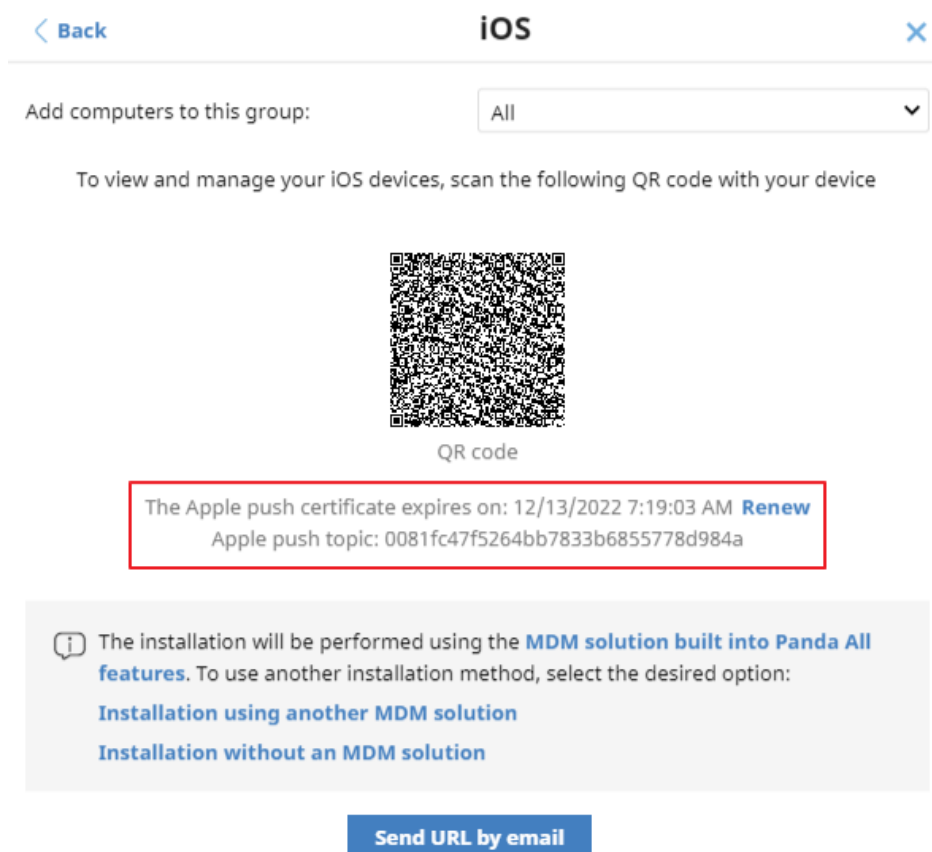 Back
iOS
Add computers to this group:
All
To view and manage your iOS devices, scan the following QR code with your device
QR code
The Apple push certificate expires on: 12/13/2022 7:19:03 AM Renew
Apple push topic: 0081fc47f5264bb7833b6855778d984a
The installation will be performed using the MDM solution built into Panda All
features. To use another installation method, select the desired option:
Installation using another MDM solution
Installation without an MDM solution
Send URL by email